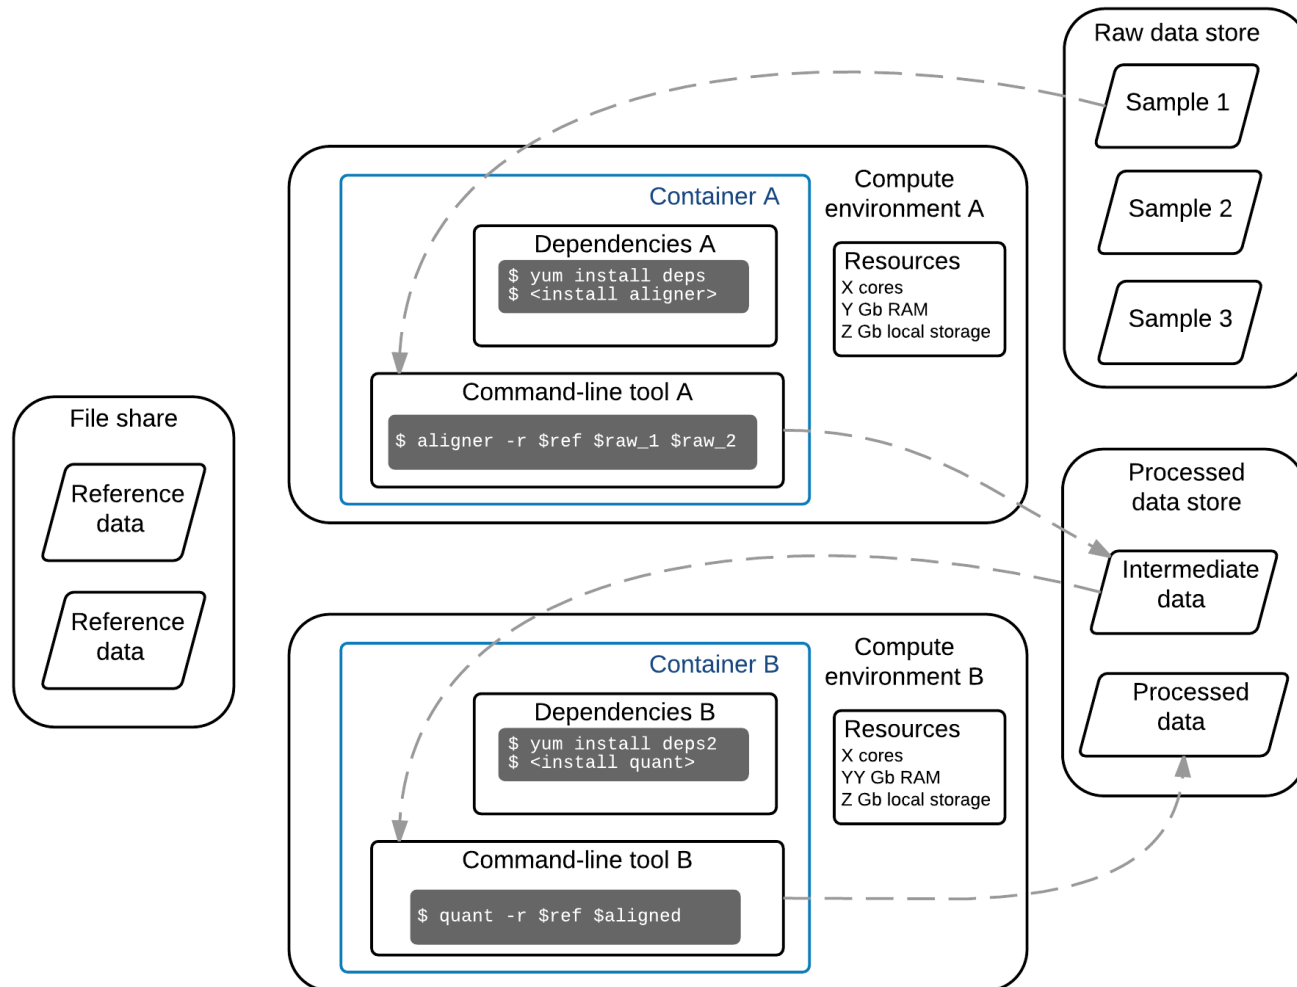 Raw data store
Sample 1
Sample 2
Sample 3
Compute
environment A
Container A
Dependencies A
$ yum install deps
$ <install aligner>
Resources
X cores
Y Gb RAM
Z Gb local storage
Command-line tool A
$ aligner -r $ref $raw_1 $raw_2
File share
Reference
data
Reference
data
Processed
data store
Intermediate
data
Processed
data
Compute
environment B
Container B
Dependencies B
$ yum install deps2
$ <install quant>
Resources
X cores
YY Gb RAM
Z Gb local storage
Command-line tool B
$ quant -r $ref $aligned